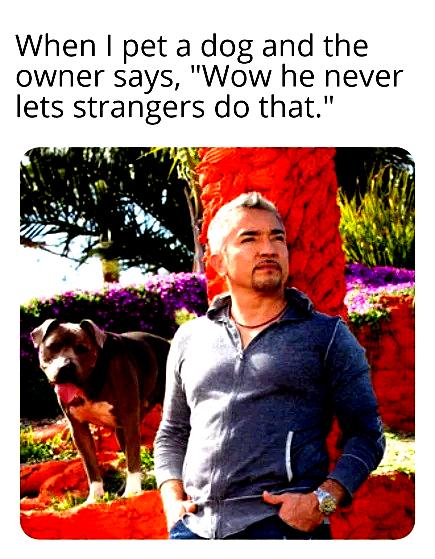 When I pet a dog and the
owner says, "Wow he never
lets strangers do that."